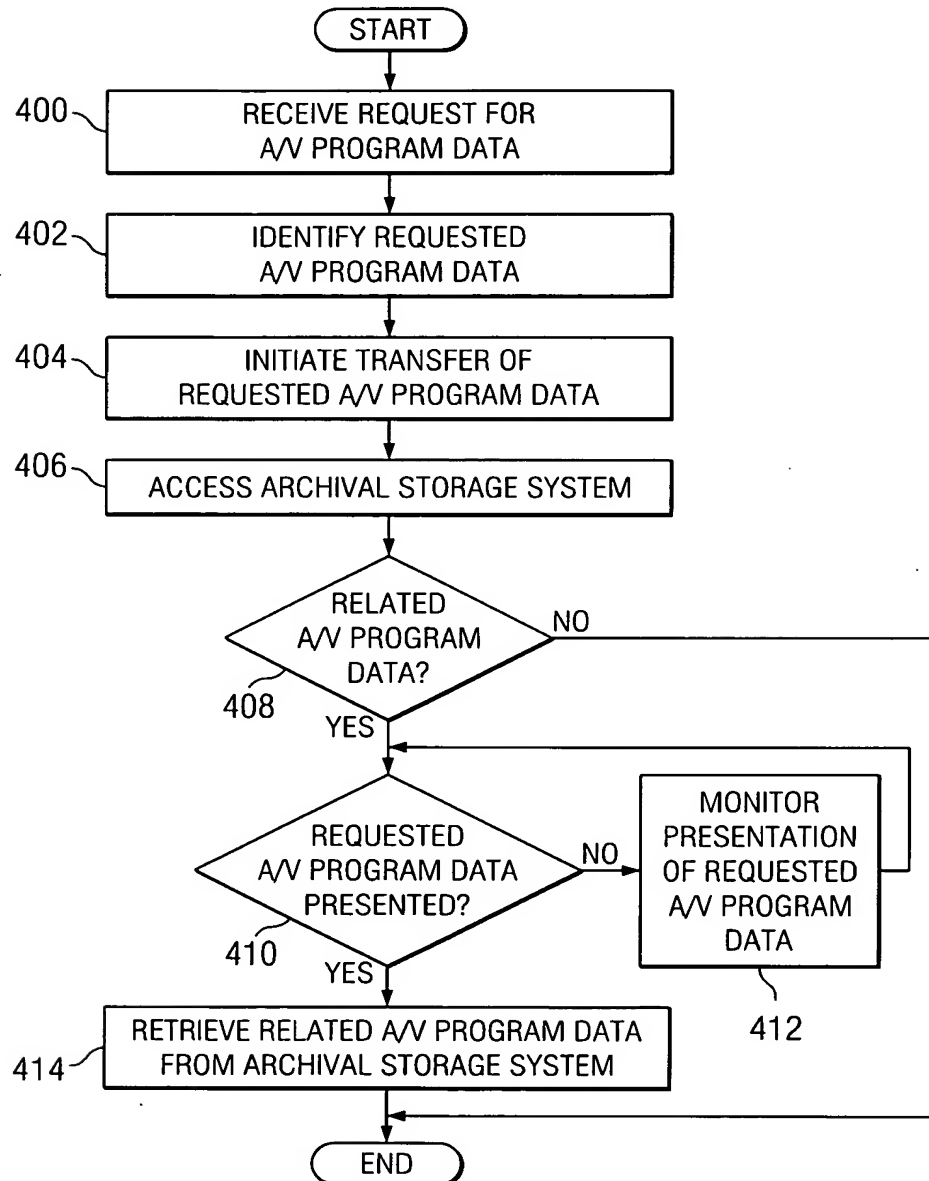 START
400
RECEIVE REQUEST FOR
A/V PROGRAM DATA
402
IDENTIFY REQUESTED
A/V PROGRAM DATA
404
INITIATE TRANSFER OF
REQUESTED A/V PROGRAM DATA
406
ACCESS ARCHIVAL STORAGE SYSTEM
RELATED
A/V PROGRAM
DATA?
NO
408
YES
REQUESTED
A/V PROGRAM DATA
PRESENTED?
NO
410
YES
MONITOR
PRESENTATION
OF REQUESTED
A/V PROGRAM
DATA
412
414
RETRIEVE RELATED A/V PROGRAM DATA
FROM ARCHIVAL STORAGE SYSTEM
END